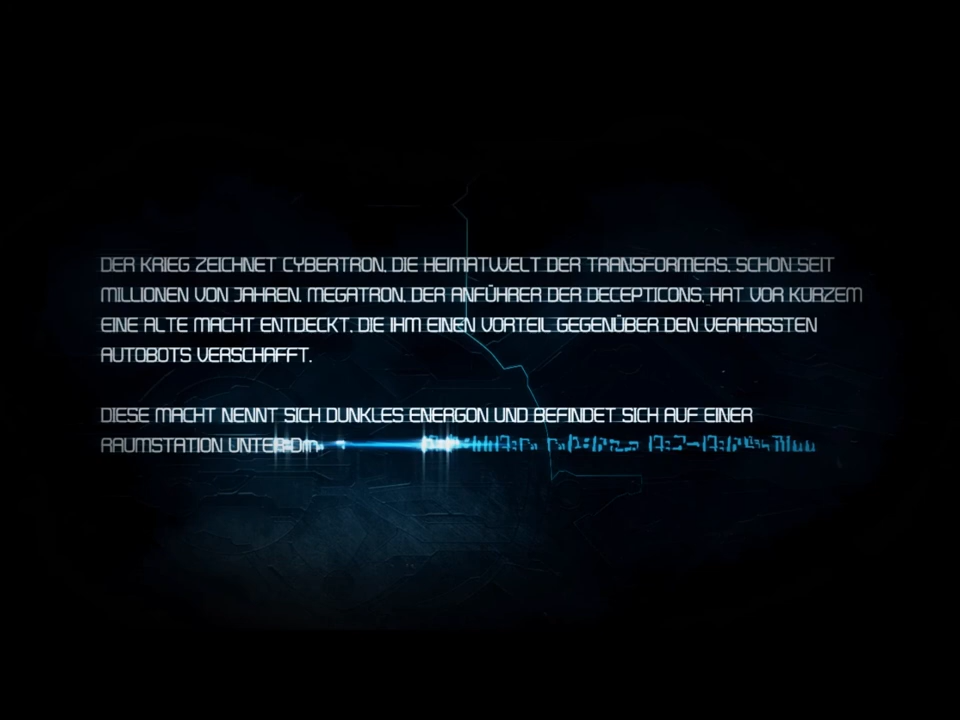 DER KRIEG ZEICHNET CYBERTRON, DIE HEIMATWELT DER TRANSFORMERS, SCHON SEIT
MILLIONEN VON JAHREN. MEGATRON, DER ANFÜHRER DER DECEPTICONS, HAT VOR KURZEM
EINE ALTE MACHT ENTDECKT, DIE IHM EINEN VORTEIL GEGENÜBER DEN VERHASSTEN
AUTOBOTS VERSCHAFFT.
DIESE MACHT NENNT SICH DUNKLES ENERGON UND BEFINDET SICH AUF EINER
RAUMSTATION UNTER